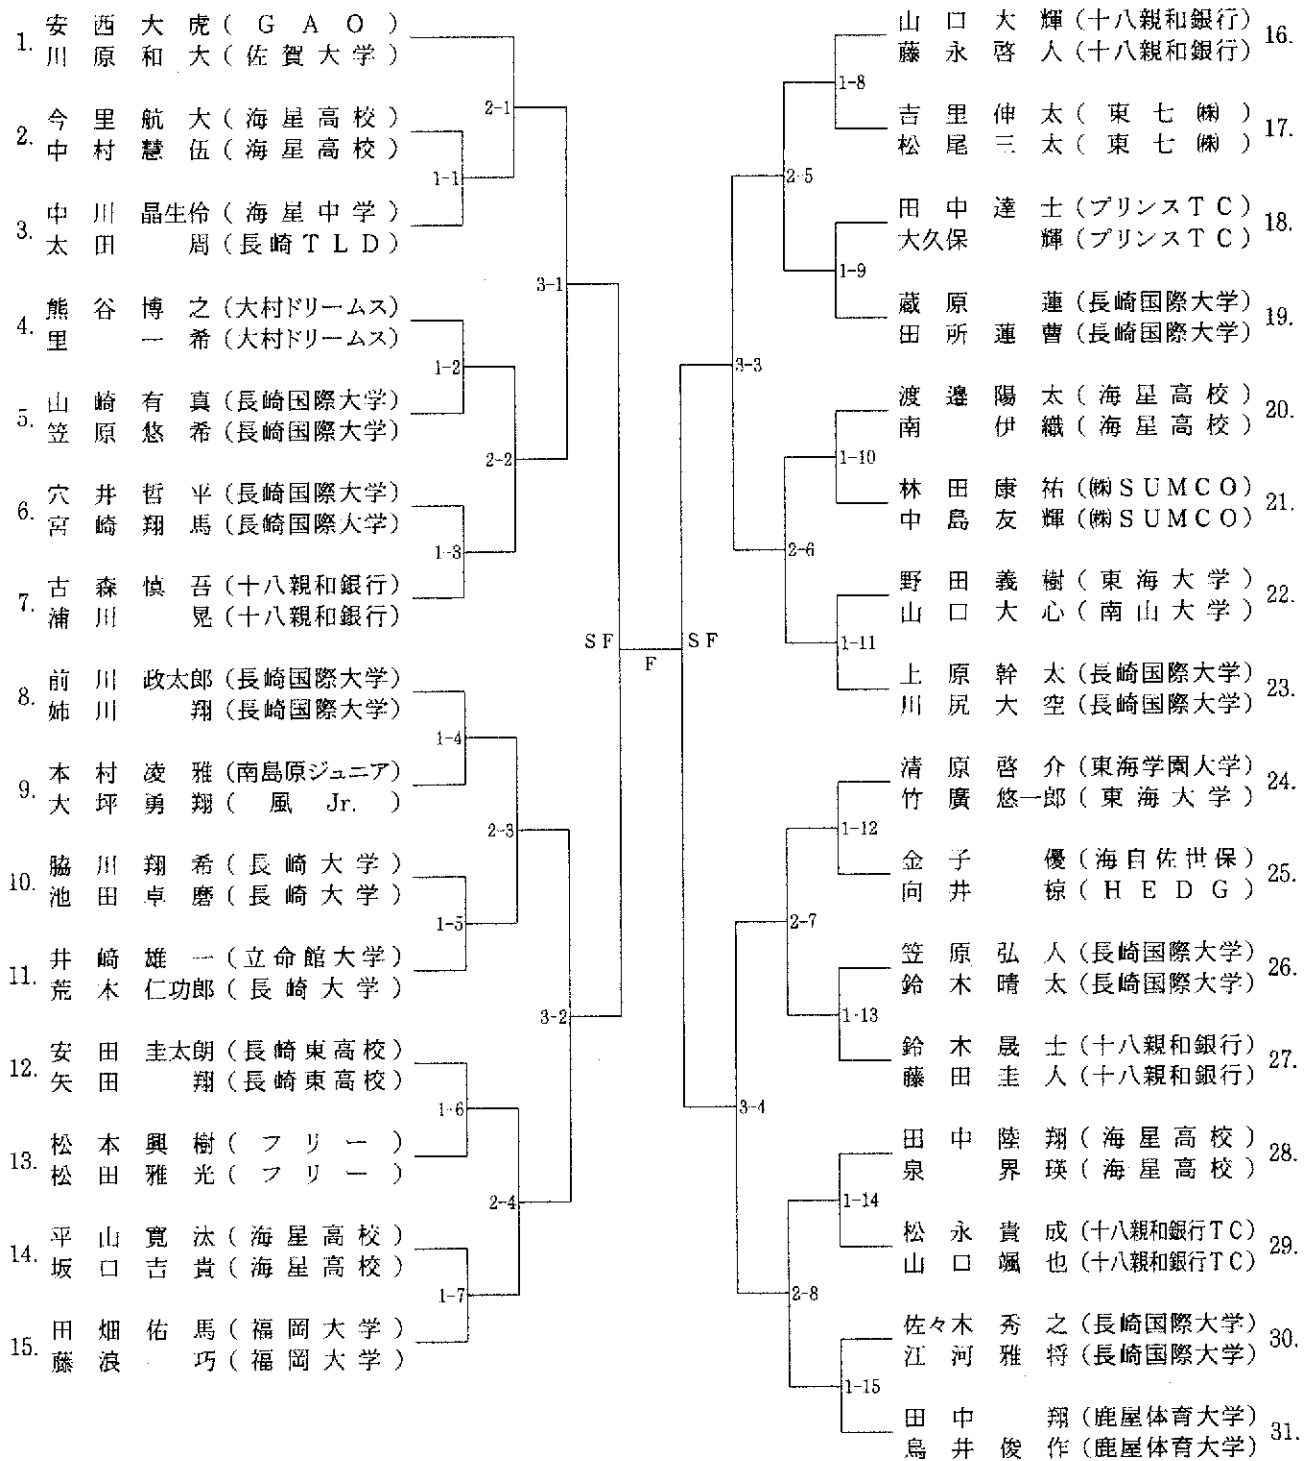 1. 安西大虎(GAO)
川原和大(佐賀大学)
2. 今里航大(海星高校)
中村慧伍(海星高校)
3. 中川晶生伶(海星中学)
太田周(長崎TLD)
4. 熊谷博之(大村ドリームス)
里一希(大村ドリームス)
5. 山崎有真(長崎国際大学)
笠原悠希(長崎国際大学)
6. 穴井哲平(長崎国際大学)
宮崎翔馬(長崎国際大学)
7. 古森慎吾(十八親和銀行)
浦川晃(十八親和銀行)
8. 前川政太郎(長崎国際大学)
姉川翔(長崎国際大学)
9. 本村凌雅(南島原ジュニア)
大坪勇翔(風Jr.)
10. 脇川翔希(長崎大学)
池田卓磨(長崎大学)
11. 井﨑雄一(立命館大学)
荒木仁功郎(長崎大学)
12. 安田圭太朗(長崎東高校)
矢田翔(長崎東高校)
13. 松本興樹(フリー)
松田雅光(フリー)
14. 平山寛汰(海星高校)
坂口吉貴(海星高校)
15. 田畑佑馬(福岡大学)
藤浪巧(福岡大学)
1-1
1-2
1-3
1-4
1-5
1-6
1-7
2-1
2-2
2-3
2-4
3-1
3-2
SF
F
SF
3-3
3-4
2-5
2-6
2-7
2-8
1-8
1-9
1-10
1-11
1-12
1-13
1-14
1-15
山口大輝(十八親和銀行) 16.
藤永啓人(十八親和銀行)
吉里伸太(東七㈱) 17.
松尾三太(東七㈱)
田中達士(プリンスTC) 18.
大久保輝(プリンスTC)
蔵原蓮(長崎国際大学) 19.
田所蓮曹(長崎国際大学)
渡邉陽太(海星高校) 20.
南伊織(海星高校)
林田康祐(㈱SUMCO) 21.
中島友輝(㈱SUMCO)
野田義樹(東海大学) 22.
山口大心(南山大学)
上原幹太(長崎国際大学) 23.
川尻大空(長崎国際大学)
清原啓介(東海学園大学) 24.
竹廣悠一郎(東海大学)
金子優(海自佐世保) 25.
向井椋(HEDG)
笠原弘人(長崎国際大学) 26.
鈴木晴太(長崎国際大学)
鈴木晟士(十八親和銀行) 27.
藤田圭人(十八親和銀行)
田中陸翔(海星高校) 28.
泉界瑛(海星高校)
松永貴成(十八親和銀行TC) 29.
山口颯也(十八親和銀行TC)
佐々木秀之(長崎国際大学) 30.
江河雅将(長崎国際大学)
田中翔(鹿屋体育大学) 31.
鳥井俊作(鹿屋体育大学)